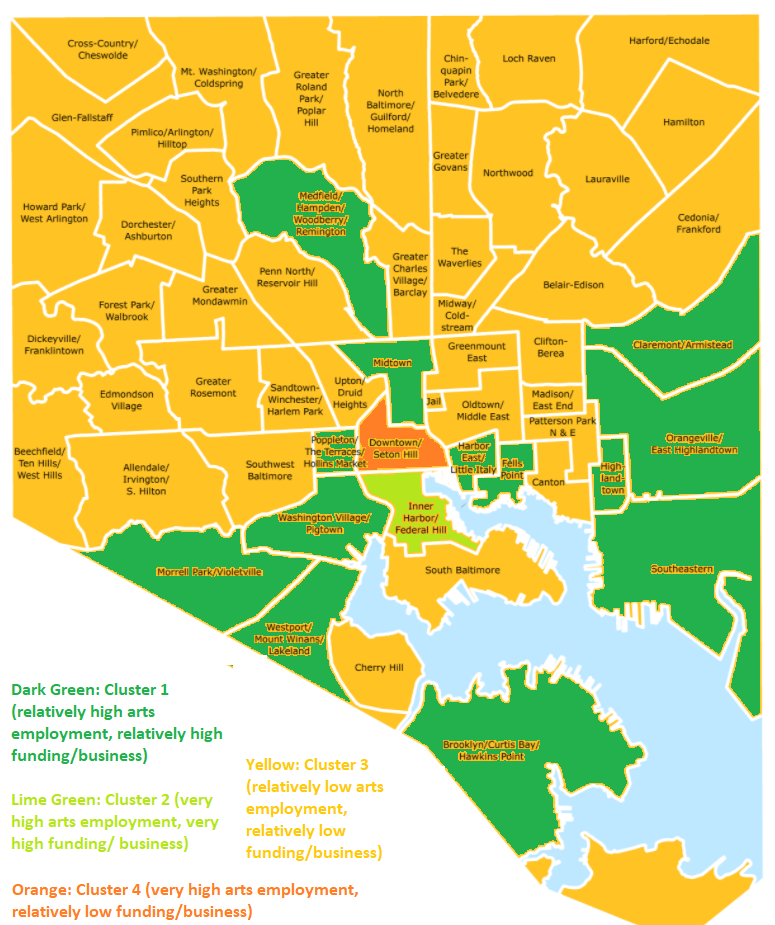 Cross-Country/
Cheswolde
Mt. Washington/
Coldspring
Greater
Roland
Park/
Poplar
Hill
North
Baltimore/
Guilford/
Homeland
Chin-
quapin
Park/
Belvedere
Loch Raven
Harford/Echodale
Glen-Fallstaff
Pimlico/Arlington/
Hilltop
Hamilton
Greater
Govans
Northwood
Lauraville
Southern
Park
Heights
Howard Park/
West Arlington
Dorchester/
Ashburton
Medfield/
Hampden/
Woodberry/
Remington
Cedonia/
Frankford
Greater
Charles
Village/
Barclay
The
Waverlies
Belair-Edison
Penn North/
Reservoir Hill
Greater
Mondawmin
Forest Park/
Walbrook
Midway/
Cold-
stream
Dickeyville/
Franklintown
Midtown
Greenmount
East
Clifton-
Berea
Claremont/Armistead
Edmondson
Village
Greater
Rosemont
Sandtown-
Winchester/
Harlem Park
Upton/
Druid
Heights
Jail
Oldtown/
Middle East
Madison/
East End
Patterson Park
N & E
Orangeville/
East Highlandtown
Beechfield/
Ten Hills/
West Hills
Allendale/
Irvington/
S. Hilton
Southwest
Baltimore
Poppleton/
The Terraces/
Hollins Market
Downtown/
Seton Hill
Harbor
East/
Little Italy
Fells
Point
Canton
High-
land-
town
Washington Village/
Pigtown
Inner
Harbor/
Federal Hill
Morrell Park/Violetville
South Baltimore
Southeastern
Westport/
Mount Winans/
Lakeland
Cherry Hill
Brooklyn/Curtis Bay/
Hawkins Point
Dark Green: Cluster 1
(relatively high arts
employment, relatively high
funding/business)
Lime Green: Cluster 2 (very
high arts employment, very
high funding/ business)
Yellow: Cluster 3
(relatively low arts
employment,
relatively low
funding/business)
Orange: Cluster 4 (very high arts employment,
relatively low funding/business)